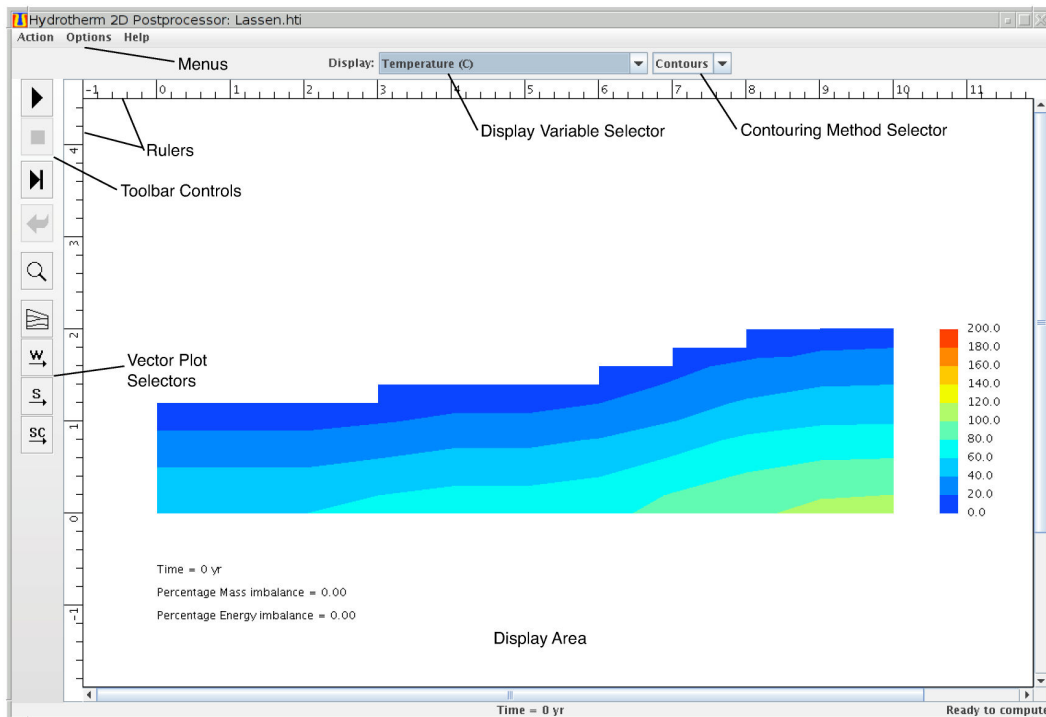 Hydrotherm 2D Postprocessor: Lassen.hti
Action Options Help
Menus
Display: Temperature (C) Contours
-1 0 1 2 3 4 5 6 7 8 9 10 11
Display Variable Selector
Contouring Method Selector
Rulers
Toolbar Controls
4
3
2
1
0
-1
200.0
180.0
160.0
140.0
120.0
100.0
80.0
60.0
40.0
20.0
0.0
W
S
SC
Vector Plot
Selectors
Time = 0 yr
Percentage Mass imbalance = 0.00
Percentage Energy imbalance = 0.00
Display Area
Time = 0 yr
Ready to compute